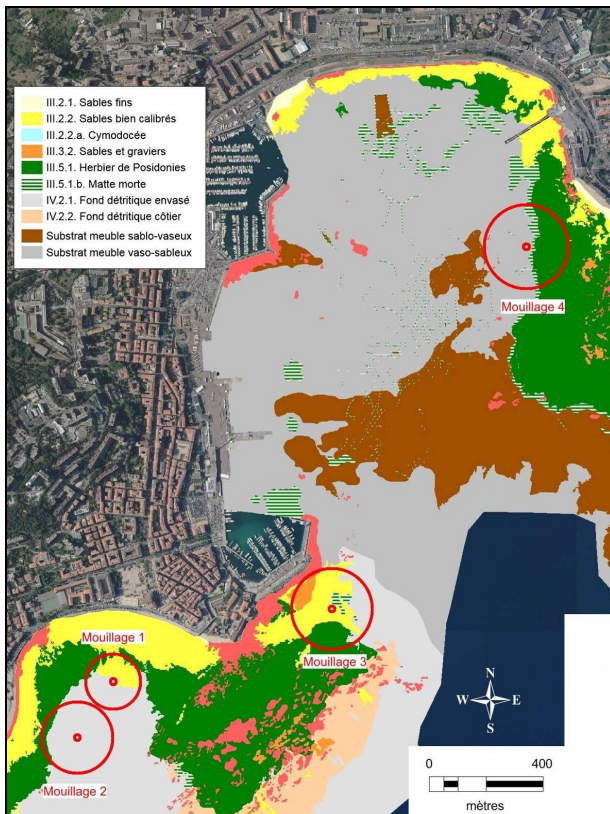 III.2.1. Sables fins
III.2.2. Sables bien calibrés
III.2.2.a. Cymodocée
III.3.2. Sables et graviers
III.5.1. Herbier de Posidonies
III.5.1.b. Matte morte
IV.2.1. Fond détritique envasé
IV.2.2. Fond détritique côtier
Substrat meuble sablo-vaseux
Substrat meuble vaso-sableux
Mouillage 4
Mouillage 1
Mouillage 3
Mouillage 2
N
W E
S
0 400
mètres